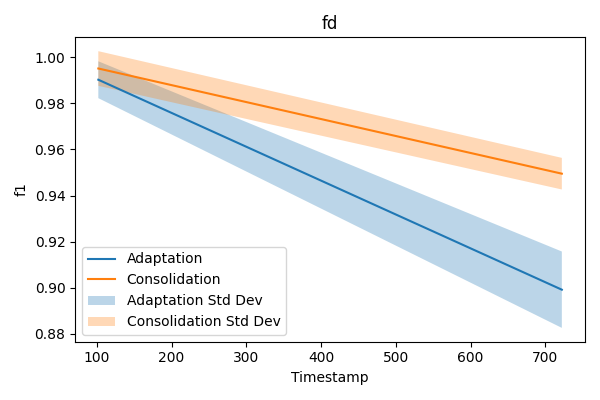 fd
f1
1.00
0.98
0.96
0.94
0.92
0.90
0.88
Adaptation
Consolidation
Adaptation Std Dev
Consolidation Std Dev
100 200 300 400 500 600 700
Timestamp